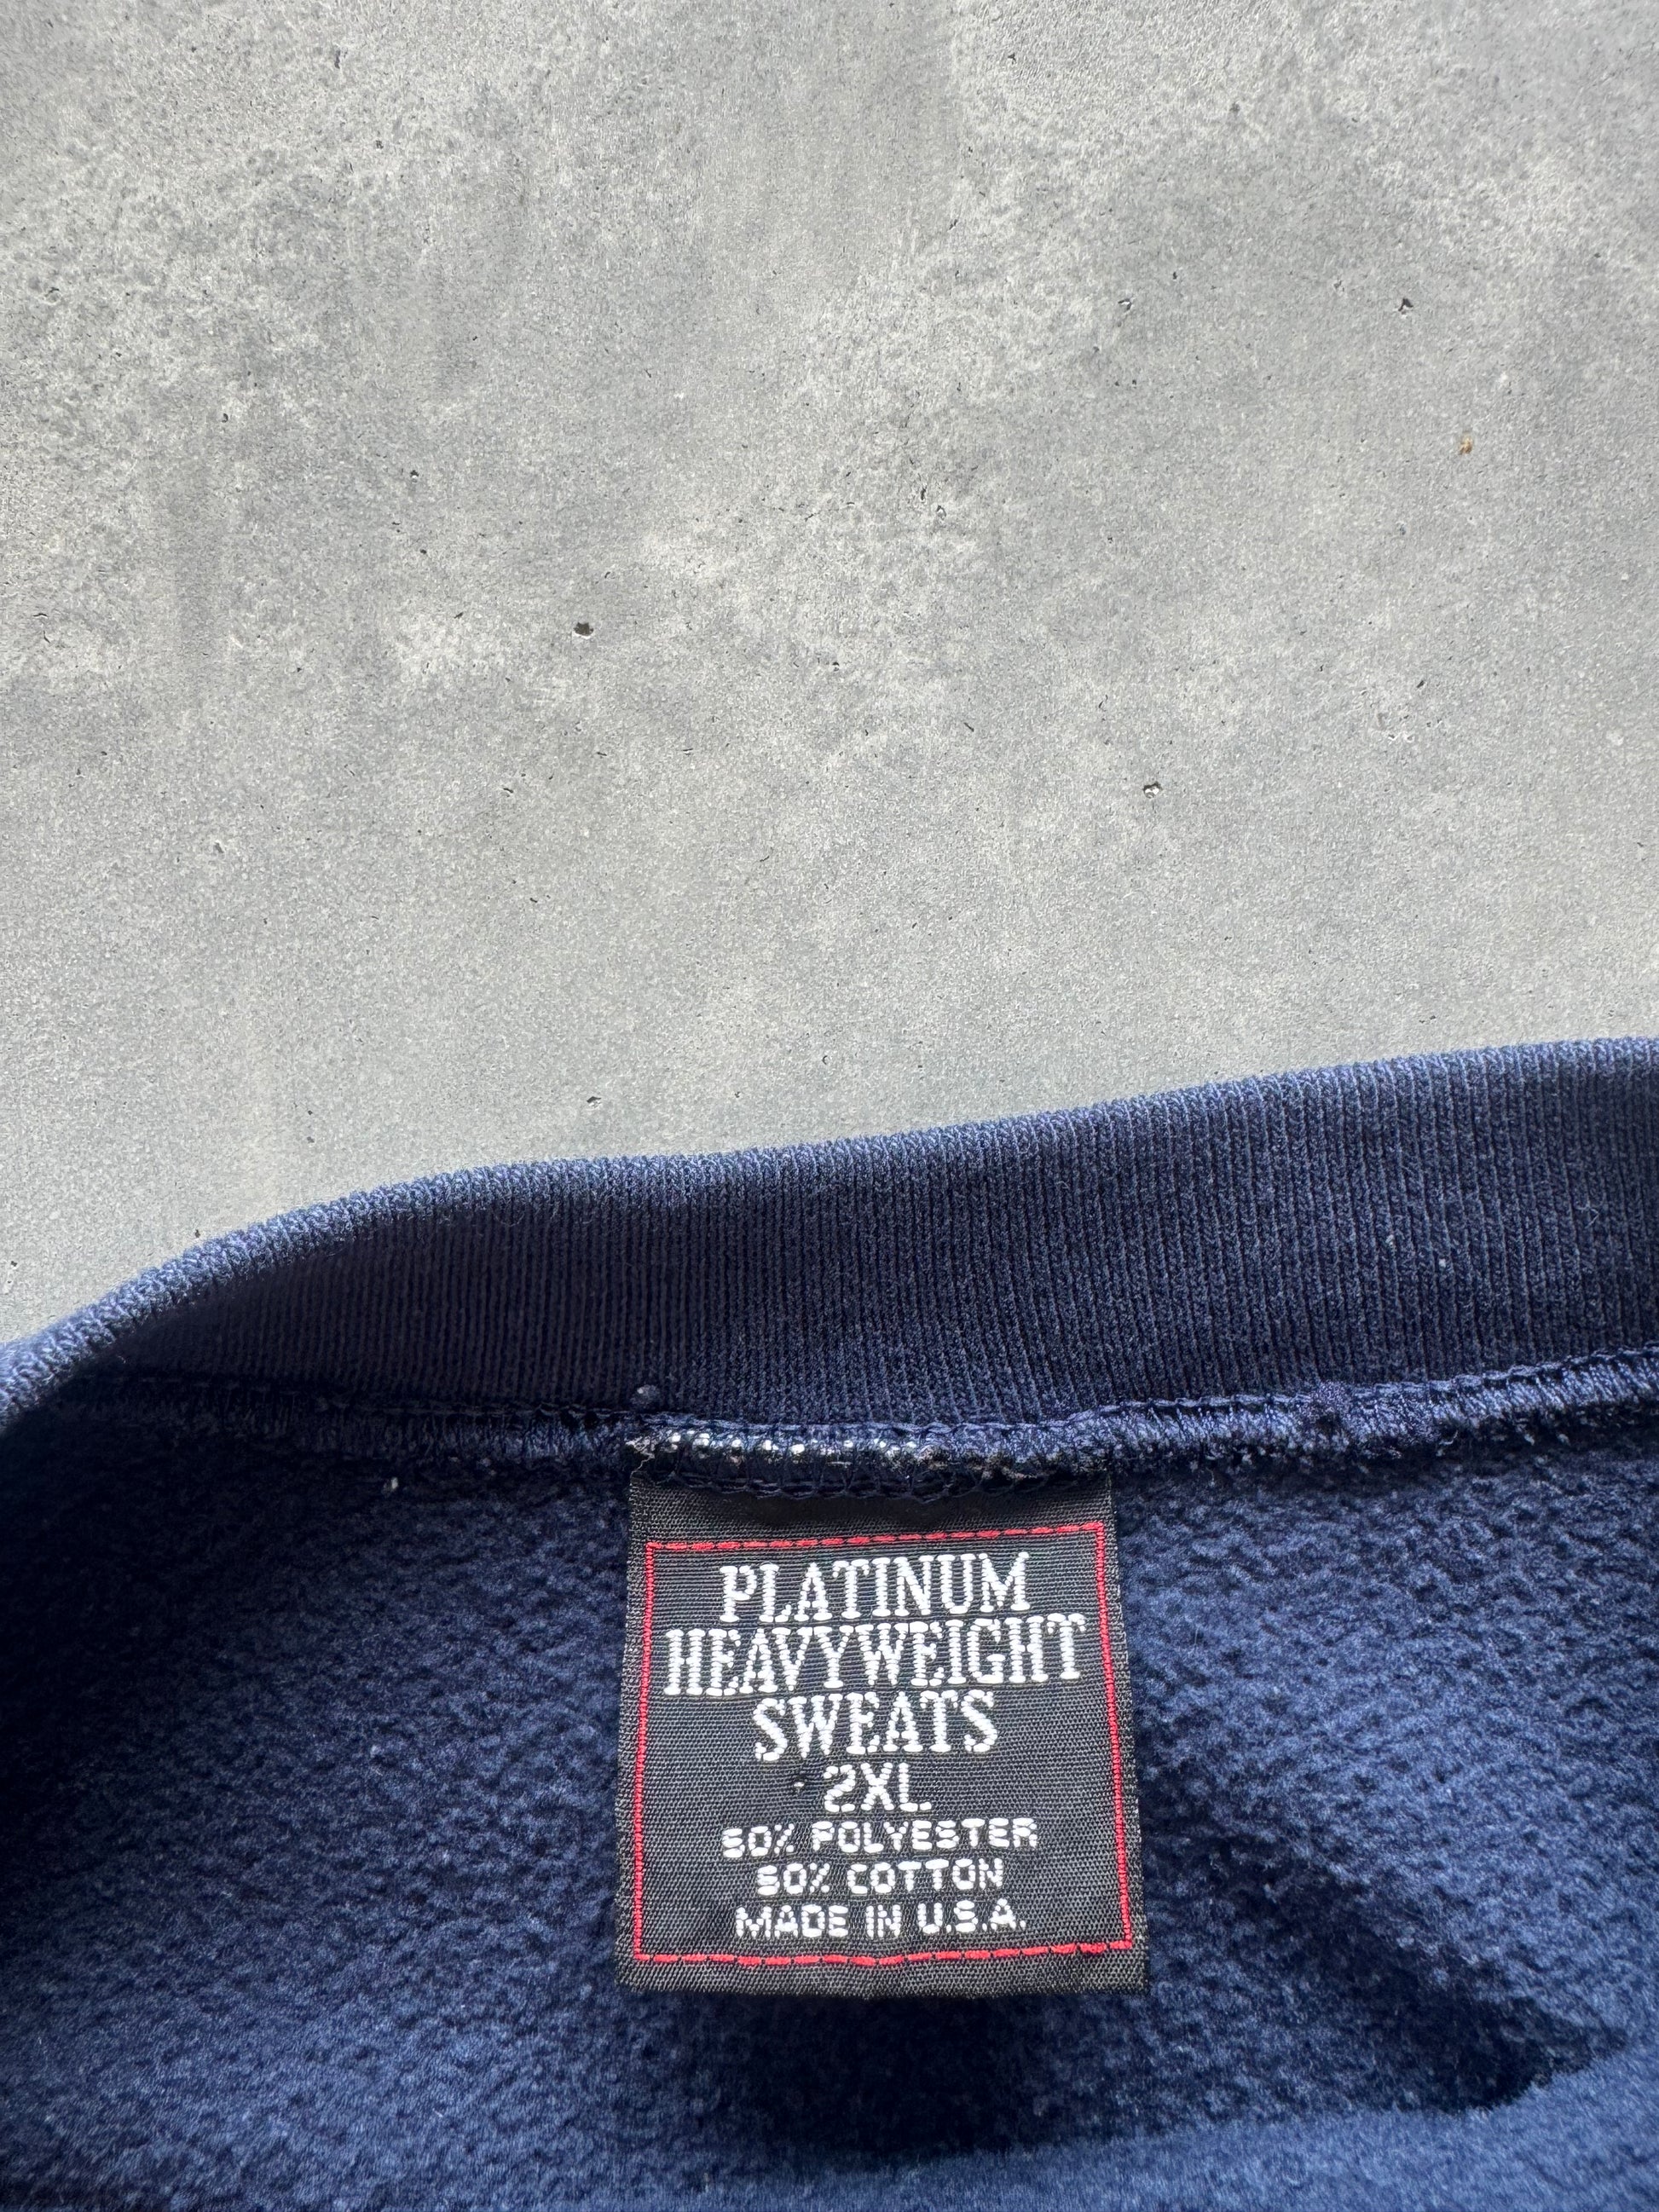 PLATINUM
HEAVYWEIGHT
SWEATS
2XL
50% POLYESTER
50% COTTON
MADE IN U.S.A.